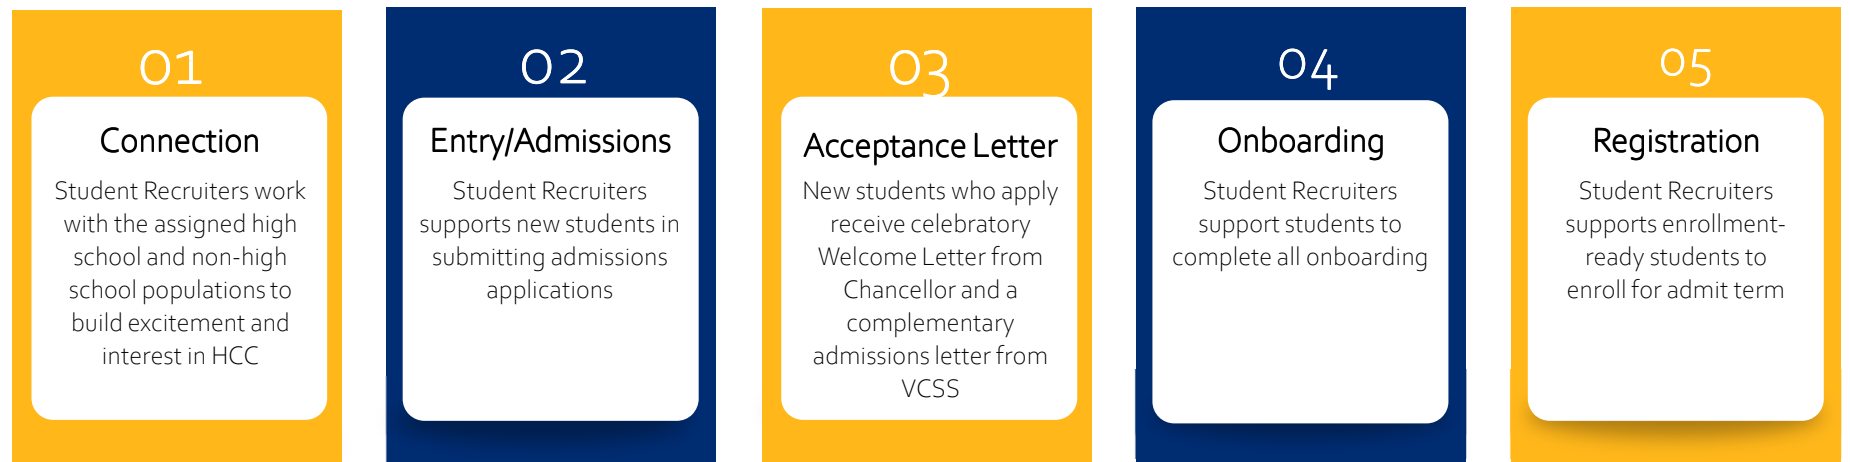 01
Connection
Student Recruiters work
with the assigned high
school and non-high
school populations to
build excitement and
interest in HCC
02
Entry/Admissions
Student Recruiters
supports new students in
submitting admissions
applications
03
Acceptance Letter
New students who apply
receive celebratory
Welcome Letter from
Chancellor and a
complementary
admissions letter from
VCSS
04
Onboarding
Student Recruiters
support students to
complete all onboarding
05
Registration
Student Recruiters
supports enrollment-
ready students to
enroll for admit term